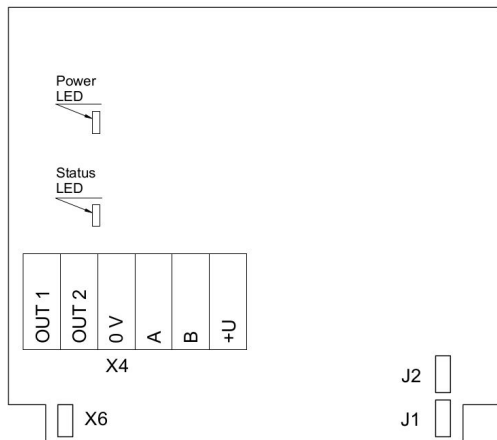 Power
LED
Status
LED
OUT 1
OUT 2
0 V
A
B
+U
X4
J2
X6
J1